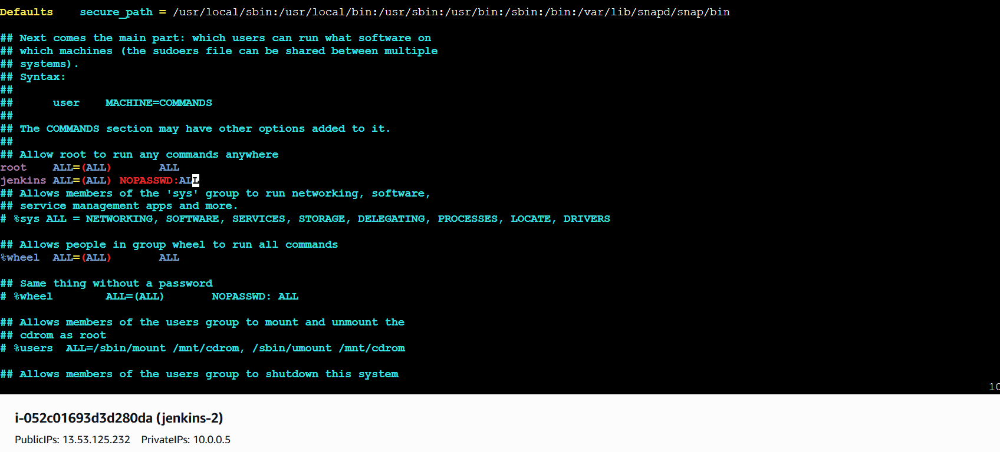 Defaults    secure_path = /usr/local/sbin:/usr/local/bin:/usr/sbin:/usr/bin:/sbin:/bin:/var/lib/snapd/snap/bin
## Next comes the main part: which users can run what software on
## which machines (the sudoers file can be shared between multiple
## systems).
## Syntax:
##
##      user    MACHINE=COMMANDS
##
## The COMMANDS section may have other options added to it.
##
## Allow root to run any commands anywhere
root    ALL=(ALL)       ALL
jenkins ALL=(ALL) NOPASSWD:ALL
## Allows members of the 'sys' group to run networking, software,
## service management apps and more.
# %sys ALL = NETWORKING, SOFTWARE, SERVICES, STORAGE, DELEGATING, PROCESSES, LOCATE, DRIVERS
## Allows people in group wheel to run all commands
%wheel  ALL=(ALL)       ALL
## Same thing without a password
# %wheel        ALL=(ALL)       NOPASSWD: ALL
## Allows members of the users group to mount and unmount the
## cdrom as root
# %users  ALL=/sbin/mount /mnt/cdrom, /sbin/umount /mnt/cdrom
## Allows members of the users group to shutdown this system
10
i-052c01693d3d280da (jenkins-2)
PublicIPs: 13.53.125.232    PrivateIPs: 10.0.0.5